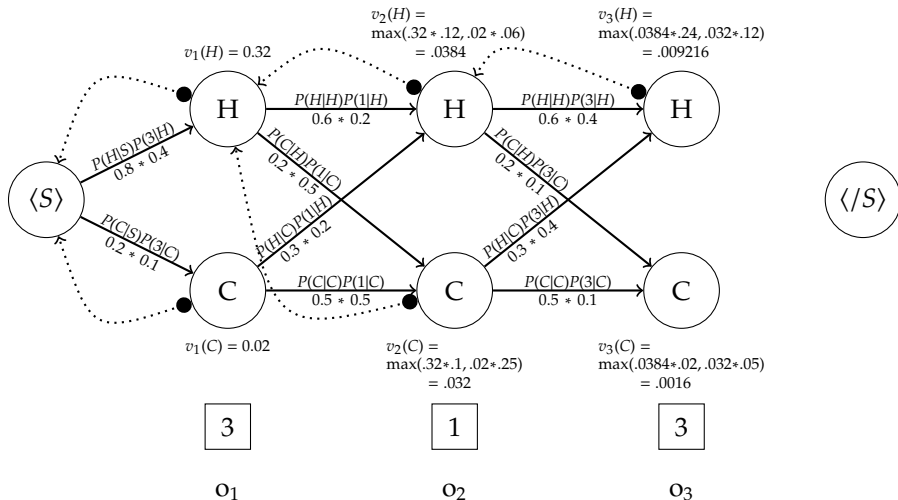 v₂(H) =
max(.32*.12, .02*.06)
= .0384
v₃(H) =
max(.0384*.24, .032*.12)
= .009216
v₁(H) = 0.32
H
P(H|H)P(1|H)
0.6 * 0.2
H
P(H|H)P(3|H)
0.6 * 0.4
H
P(H|S)P(3|H)
0.8 * 0.4
P(C|H)P(1|C)
0.2 * 0.5
P(C|H)P(3|C)
0.2 * 0.1
⟨S⟩
⟨/S⟩
P(C|S)P(3|C)
0.2 * 0.1
P(H|C)P(1|H)
0.3 * 0.2
P(H|C)P(3|H)
0.3 * 0.4
C
P(C|C)P(1|C)
0.5 * 0.5
C
P(C|C)P(3|C)
0.5 * 0.1
C
v₁(C) = 0.02
v₂(C) =
max(.32*.1, .02*.25)
= .032
v₃(C) =
max(.0384*.02, .032*.05)
= .0016
3
1
3
o₁
o₂
o₃